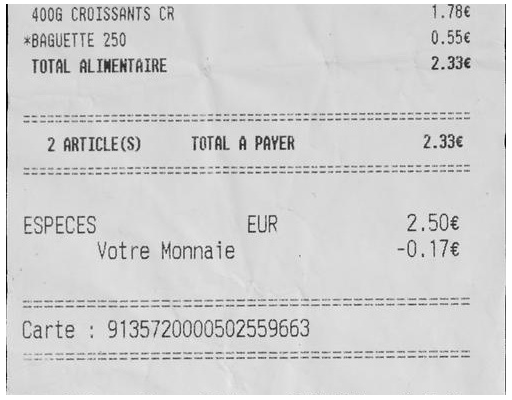 400G CROISSANTS CR 1.78€
*BAGUETTE 250 0.55€
TOTAL ALIMENTAIRE 2.33€
2 ARTICLE(S) TOTAL A PAYER 2.33€
ESPECES EUR 2.50€
Votre Monnaie -0.17€
Carte : 9135720000502559663